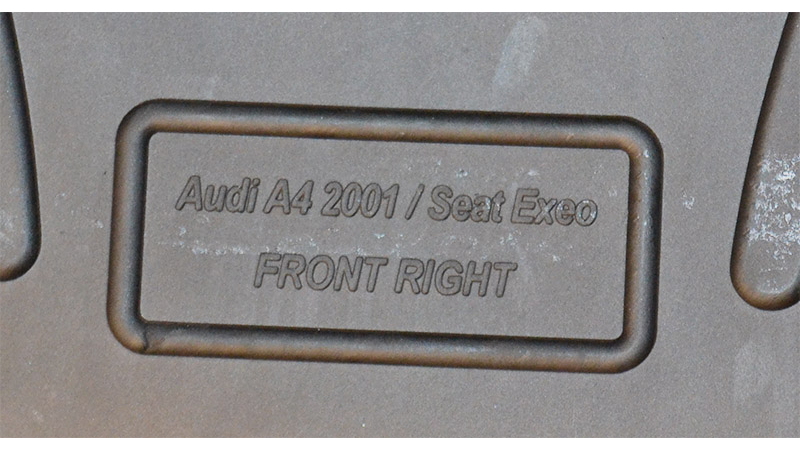 Audi A4 2001 / Seat Exeo
FRONT RIGHT